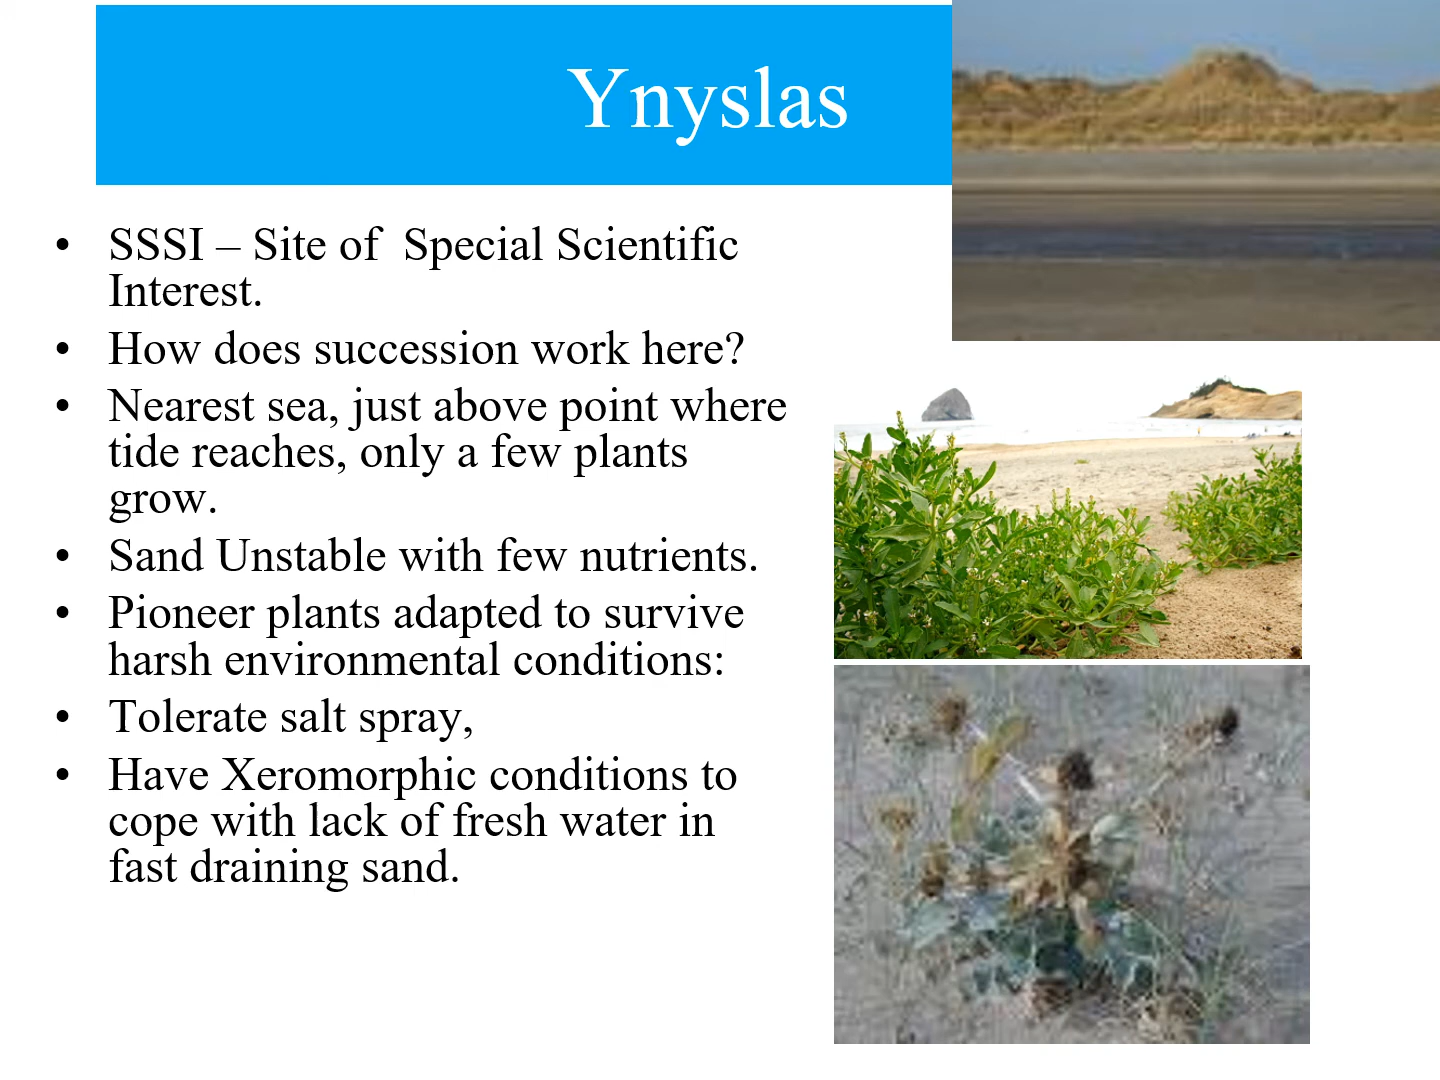 Ynyslas
• SSSI – Site of  Special Scientific
Interest.
• How does succession work here?
• Nearest sea, just above point where
tide reaches, only a few plants
grow.
• Sand Unstable with few nutrients.
• Pioneer plants adapted to survive
harsh environmental conditions:
• Tolerate salt spray,
• Have Xeromorphic conditions to
cope with lack of fresh water in
fast draining sand.